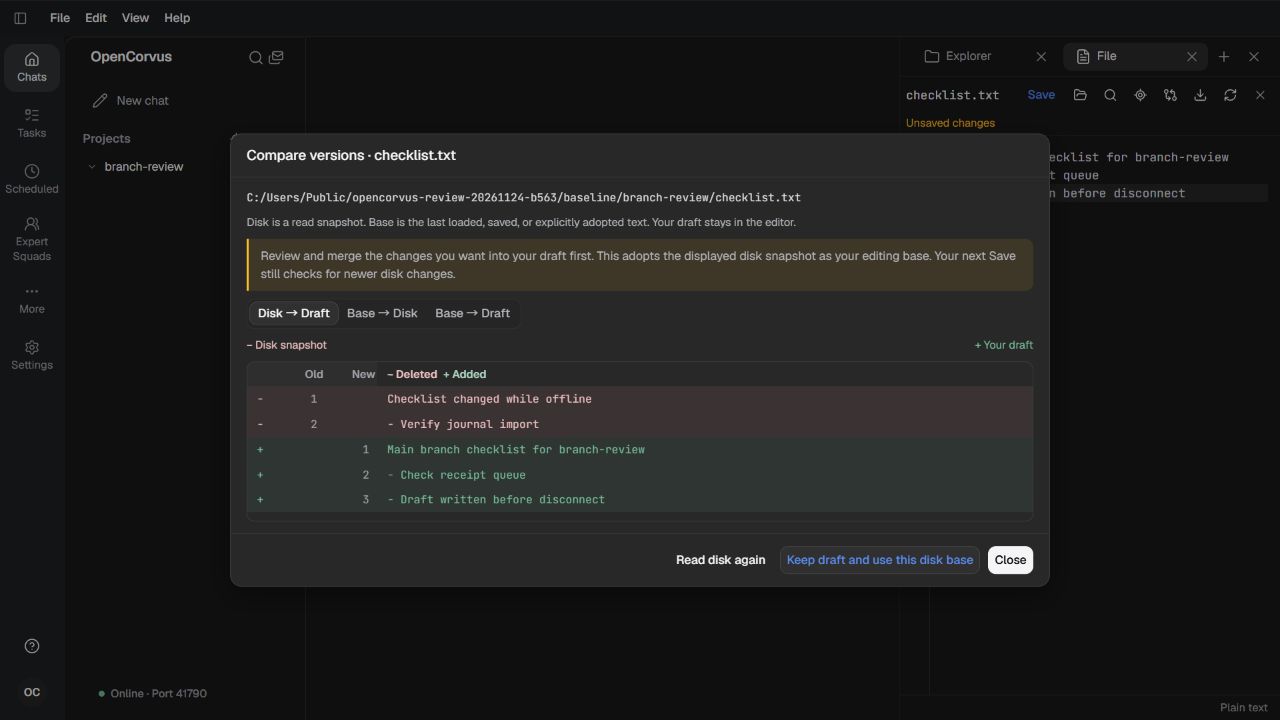 File Edit View Help
OpenCorvus
Chats
New chat
Tasks
Projects
branch-review
Scheduled
Expert
Squads
More
Settings
OC
Online · Port 41790
Explorer
File
checklist.txt Save
Unsaved changes
ecklist for branch-review
t queue
n before disconnect
Plain text
Compare versions · checklist.txt
C:/Users/Public/opencorvus-review-20261124-b563/baseline/branch-review/checklist.txt
Disk is a read snapshot. Base is the last loaded, saved, or explicitly adopted text. Your draft stays in the editor.
Review and merge the changes you want into your draft first. This adopts the displayed disk snapshot as your editing base. Your next Save
still checks for newer disk changes.
Disk → Draft Base → Disk Base → Draft
− Disk snapshot + Your draft
Old New − Deleted + Added
- 1 Checklist changed while offline
- 2 - Verify journal import
+ 1 Main branch checklist for branch-review
+ 2 - Check receipt queue
+ 3 - Draft written before disconnect
Read disk again Keep draft and use this disk base Close